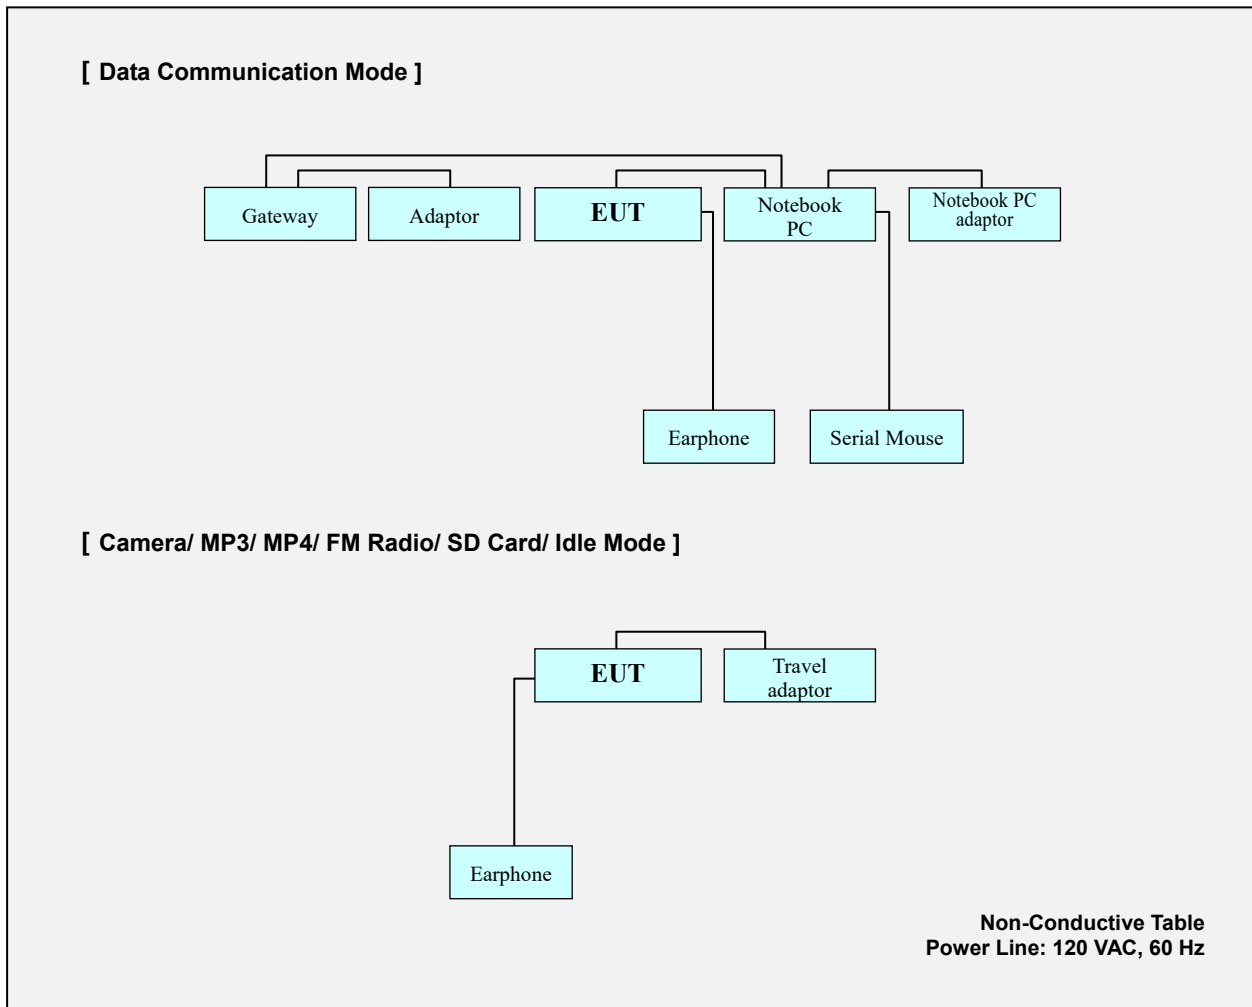 [ Data Communication Mode ]
Gateway
Adaptor
EUT
Notebook
PC
Notebook PC
adaptor
Earphone
Serial Mouse
[ Camera/ MP3/ MP4/ FM Radio/ SD Card/ Idle Mode ]
EUT
Travel
adaptor
Earphone
Non-Conductive Table
Power Line: 120 VAC, 60 Hz